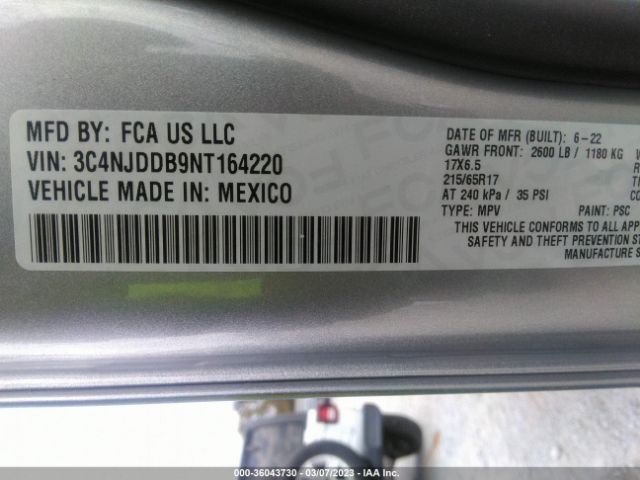 MFD BY: FCA US LLC
VIN: 3C4NJDDB9NT164220
VEHICLE MADE IN: MEXICO
DATE OF MFR (BUILT): 6-22
GAWR FRONT: 2600 LB / 1180 KG
17X6.5
215/65R17
AT 240 kPa / 35 PSI
TYPE: MPV PAINT: PSC
THIS VEHICLE CONFORMS TO ALL APP
SAFETY AND THEFT PREVENTION ST
MANUFACTURE S
000-36043730 - 03/07/2023 - IAA Inc.